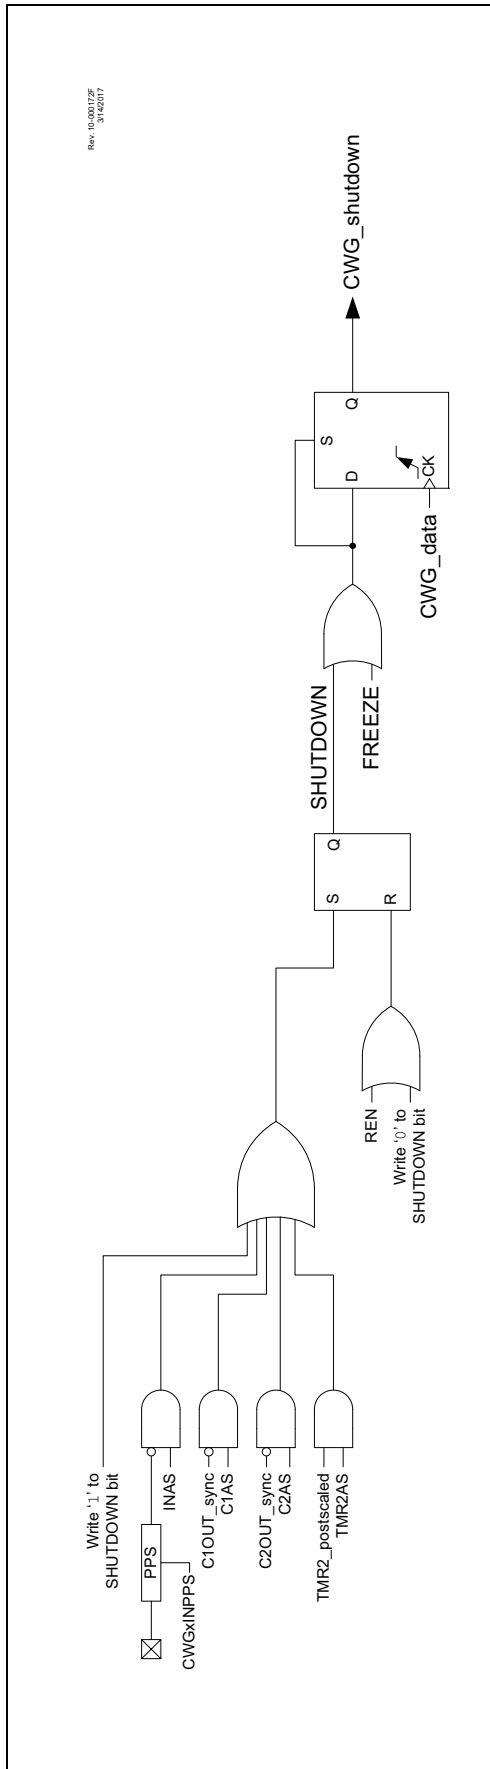 Rev. 10-000172F
3/14/2017
Write '1' to
SHUTDOWN bit
PPS
INAS
CWGxINPPS
C1OUT_sync
C1AS
C2OUT_sync
C2AS
TMR2_postscaled
TMR2AS
REN
Write '0' to
SHUTDOWN bit
S
Q
R
SHUTDOWN
FREEZE
S
D
Q
CK
CWG_data
CWG_shutdown